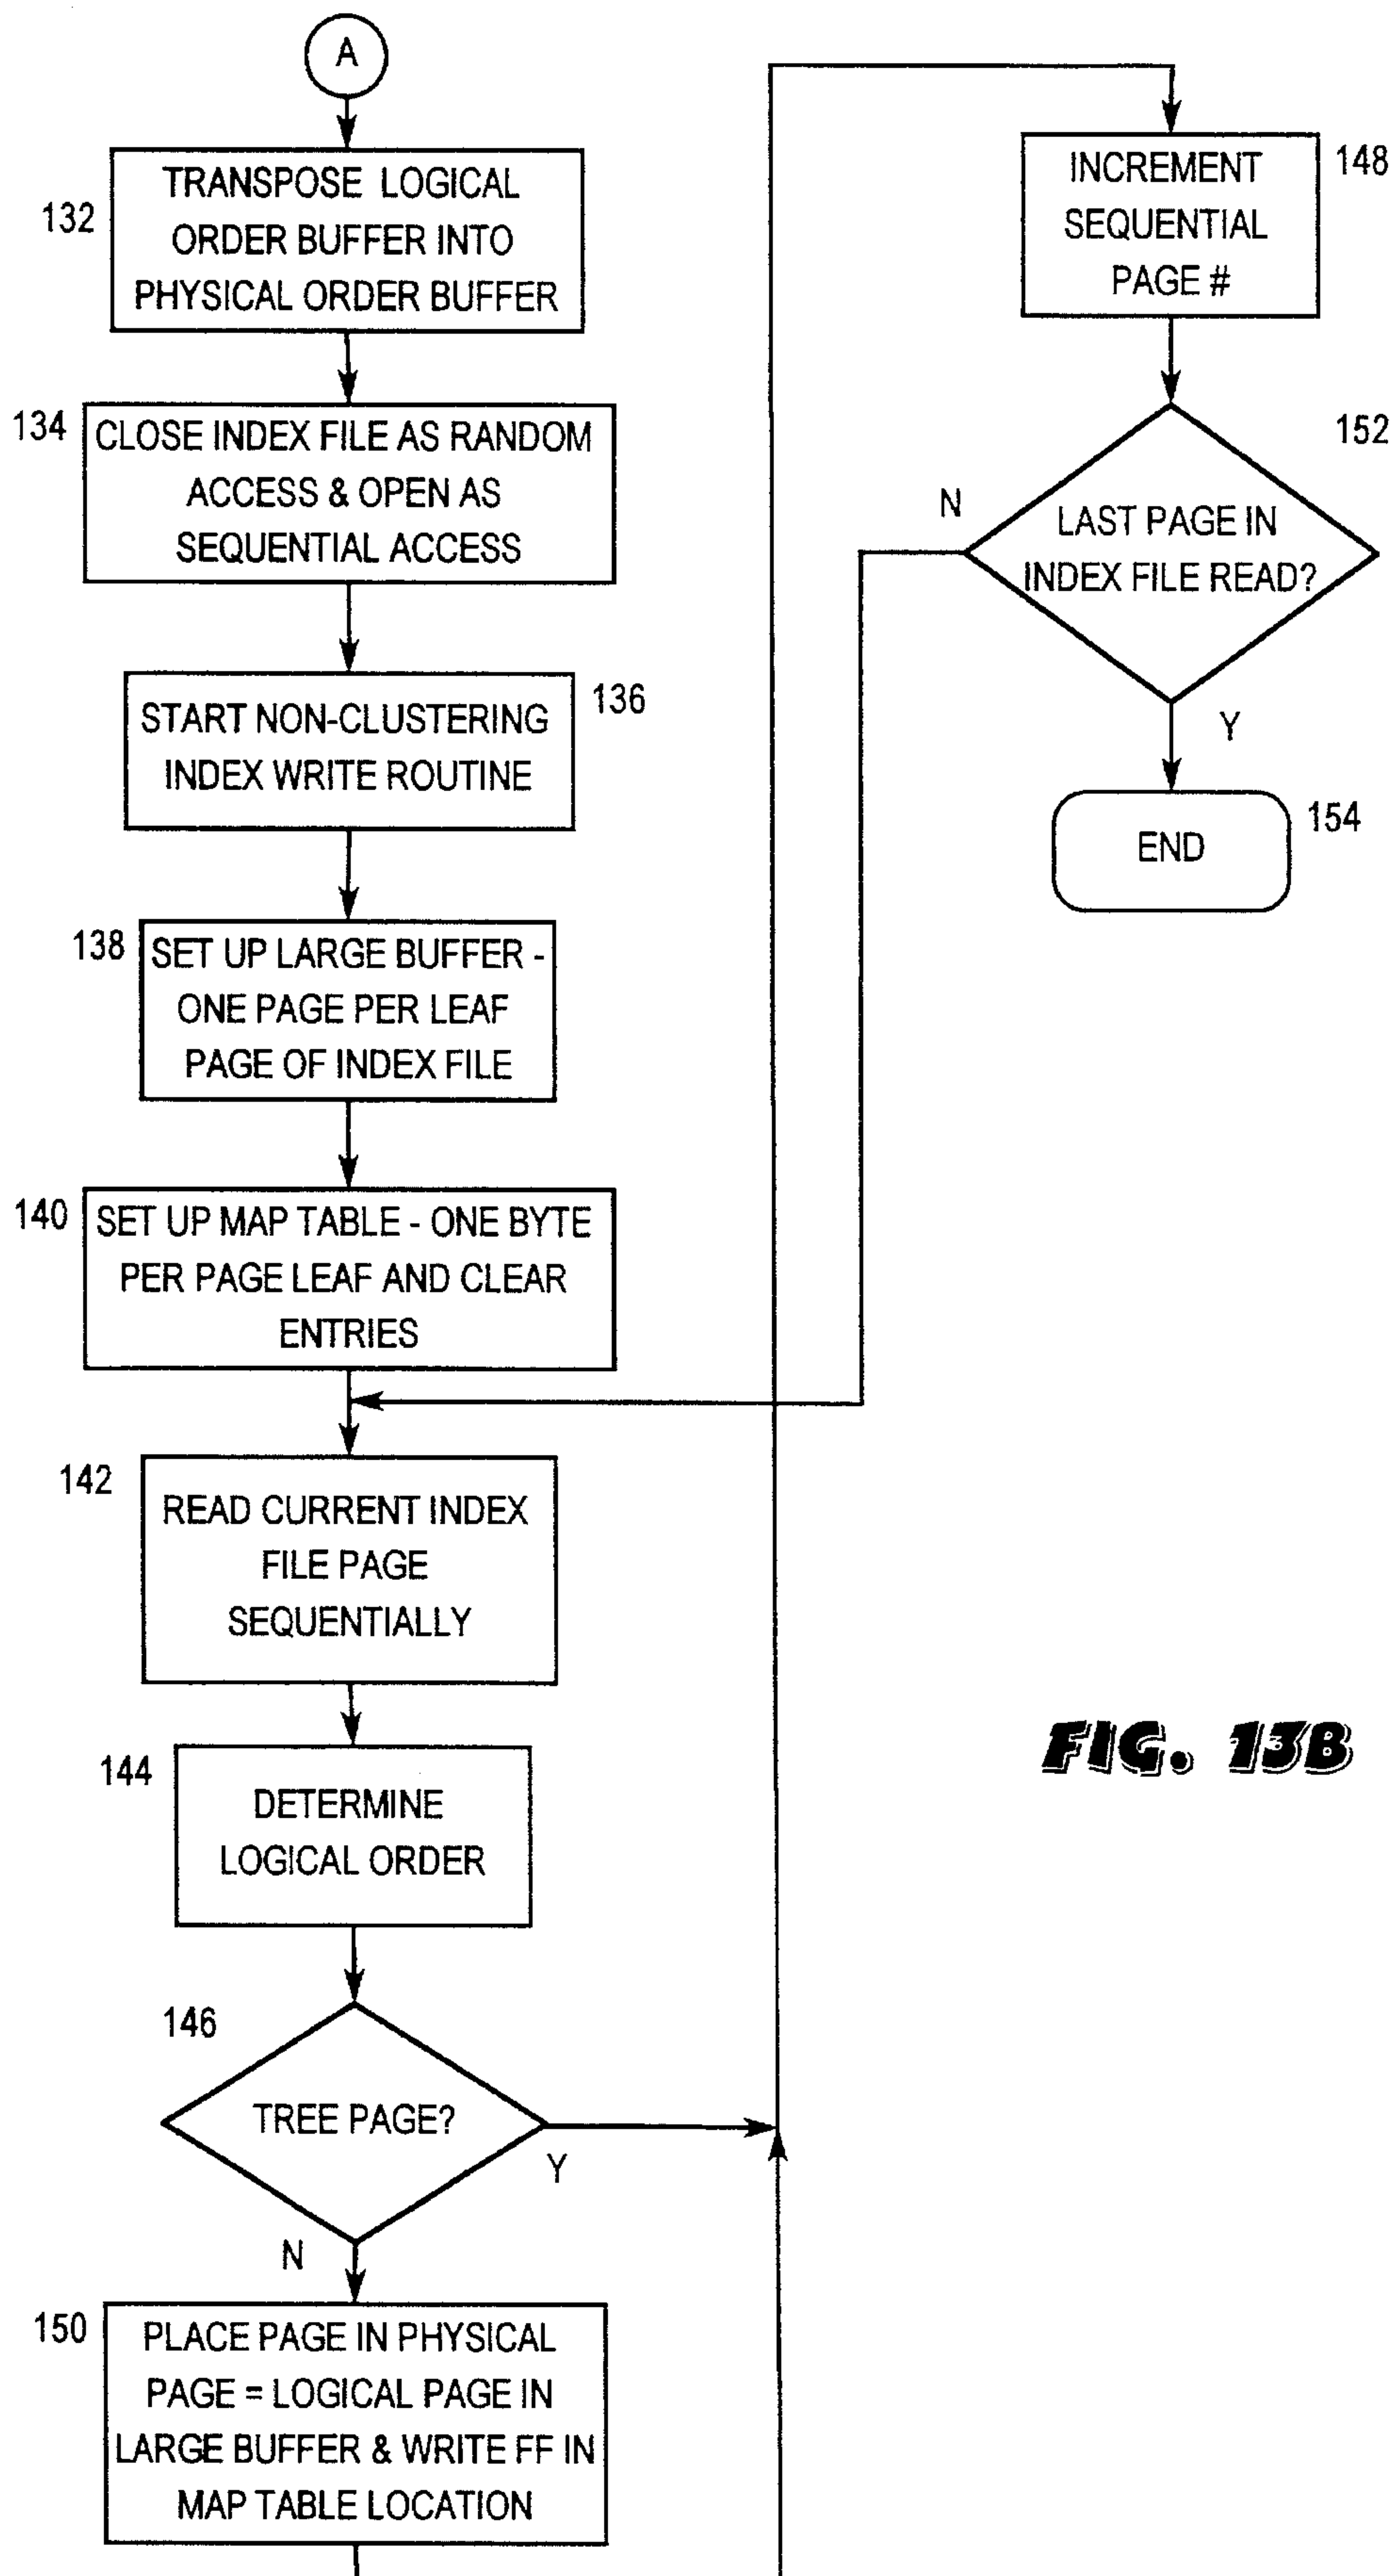 A
132
TRANSPOSE LOGICAL
ORDER BUFFER INTO
PHYSICAL ORDER BUFFER
134
CLOSE INDEX FILE AS RANDOM
ACCESS & OPEN AS
SEQUENTIAL ACCESS
136
START NON-CLUSTERING
INDEX WRITE ROUTINE
138
SET UP LARGE BUFFER -
ONE PAGE PER LEAF
PAGE OF INDEX FILE
140
SET UP MAP TABLE - ONE BYTE
PER PAGE LEAF AND CLEAR
ENTRIES
142
READ CURRENT INDEX
FILE PAGE
SEQUENTIALLY
144
DETERMINE
LOGICAL ORDER
146
TREE PAGE?
Y
N
150
PLACE PAGE IN PHYSICAL
PAGE = LOGICAL PAGE IN
LARGE BUFFER & WRITE FF IN
MAP TABLE LOCATION
148
INCREMENT
SEQUENTIAL
PAGE #
152
N
LAST PAGE IN
INDEX FILE READ?
Y
154
END
FIG. 13B